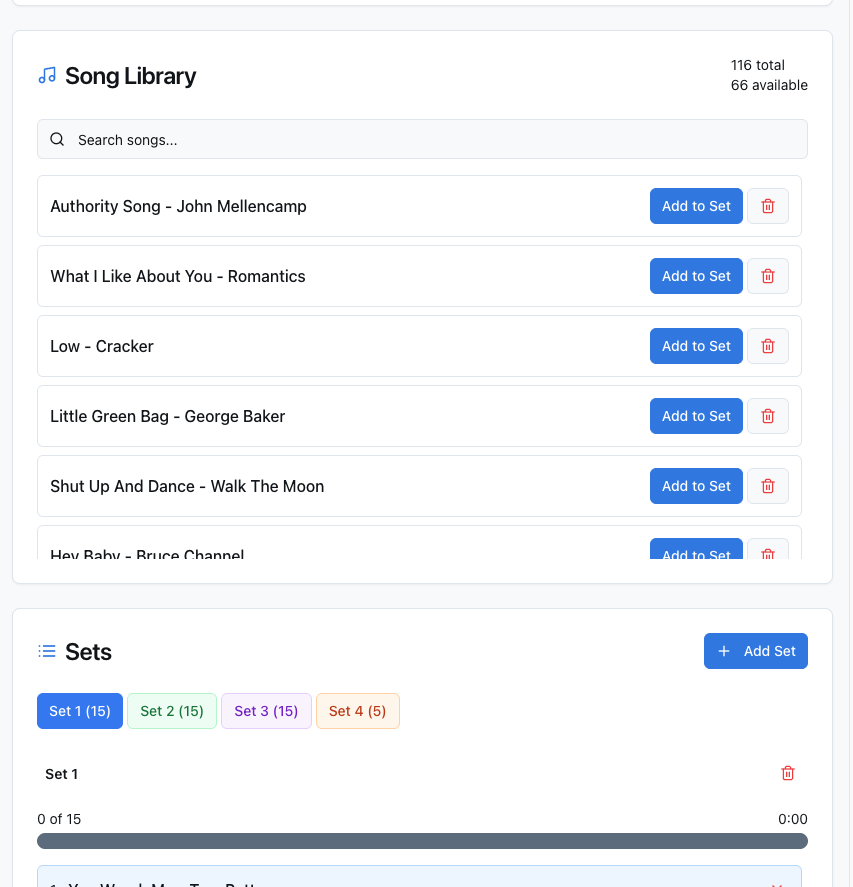 Song Library
116 total
66 available
Search songs...
Authority Song - John Mellencamp
Add to Set
What I Like About You - Romantics
Add to Set
Low - Cracker
Add to Set
Little Green Bag - George Baker
Add to Set
Shut Up And Dance - Walk The Moon
Add to Set
Hey Baby - Bruce Channel
Add to Set
Sets
Add Set
Set 1 (15)
Set 2 (15)
Set 3 (15)
Set 4 (5)
Set 1
0 of 15
0:00